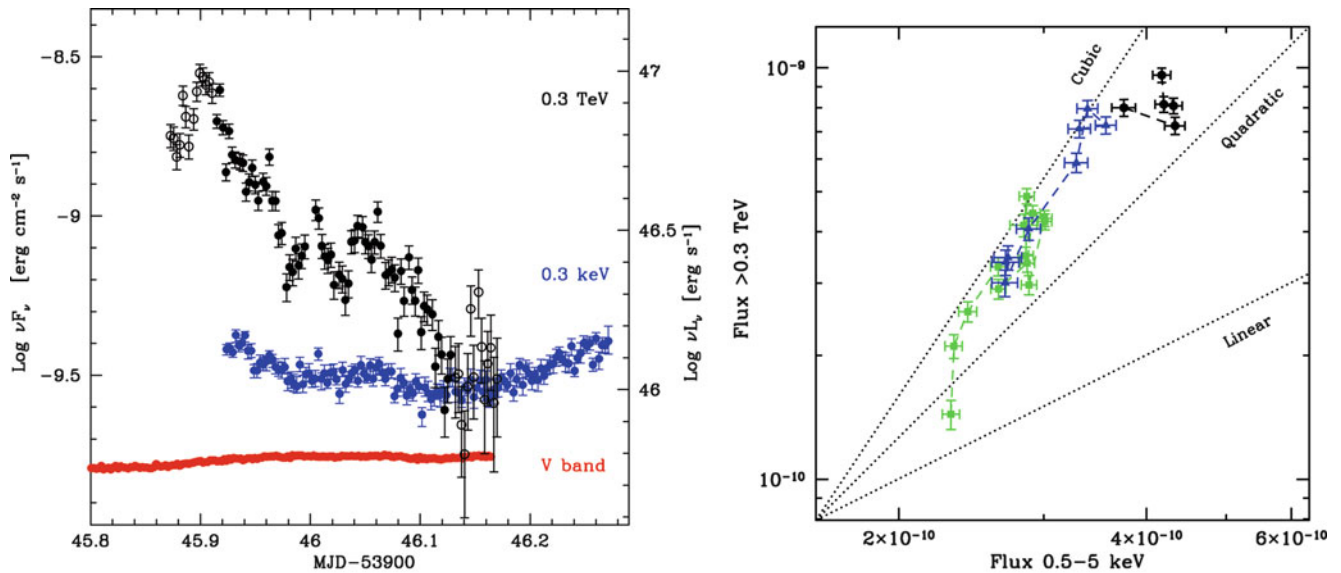 Log νFν [erg cm⁻² s⁻¹]
-8.5
-9
-9.5
0.3 TeV
0.3 keV
V band
47
46.5
46
Log νLν [erg s⁻¹]
45.8 45.9 46 46.1 46.2
MJD-53900
Flux >0.3 TeV
10⁻⁹
10⁻¹⁰
Cubic
Quadratic
Linear
2×10⁻¹⁰ 4×10⁻¹⁰ 6×10⁻¹⁰
Flux 0.5-5 keV